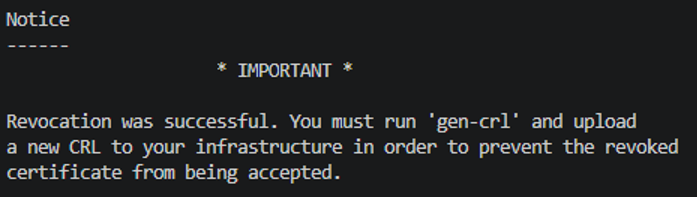 Notice
------
* IMPORTANT *
Revocation was successful. You must run 'gen-crl' and upload
a new CRL to your infrastructure in order to prevent the revoked
certificate from being accepted.